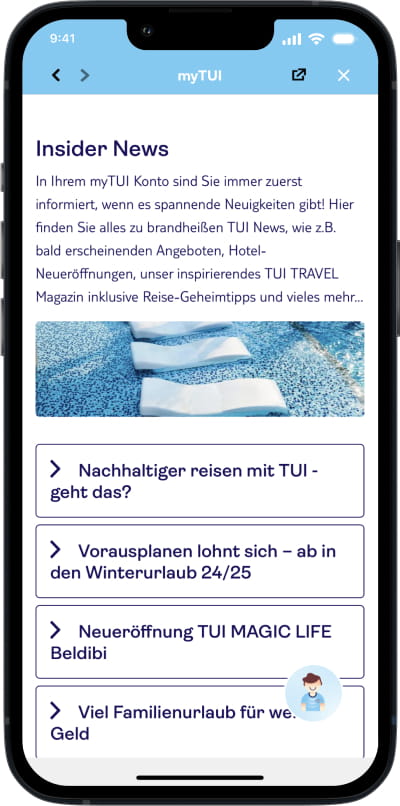 9:41
myTUI
Insider News
In Ihrem myTUI Konto sind Sie immer zuerst
informiert, wenn es spannende Neuigkeiten gibt! Hier
finden Sie alles zu brandheißen TUI News, wie z.B.
bald erscheinenden Angeboten, Hotel-
Neueröffnungen, unser inspirierendes TUI TRAVEL
Magazin inklusive Reise-Geheimtipps und vieles mehr...
Nachhaltiger reisen mit TUI -
geht das?
Vorausplanen lohnt sich – ab in
den Winterurlaub 24/25
Neueröffnung TUI MAGIC LIFE
Beldibi
Viel Familienurlaub für
Geld